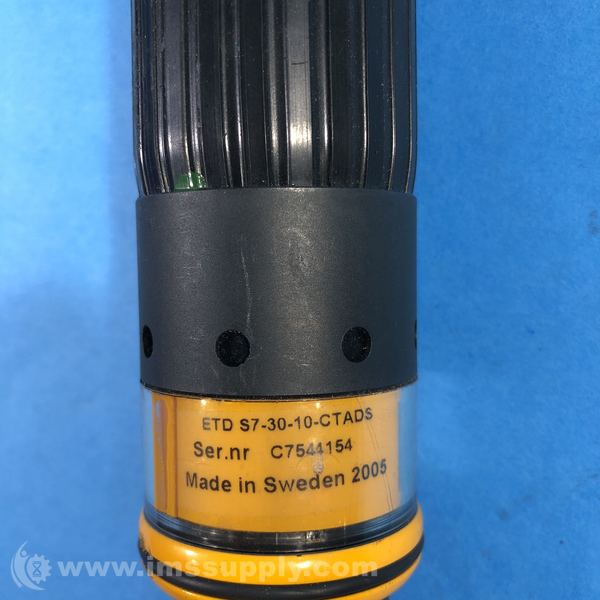 ETD S7-30-10-CTADS
Ser.nr C7544154
Made in Sweden 2005
www.imssupply.com